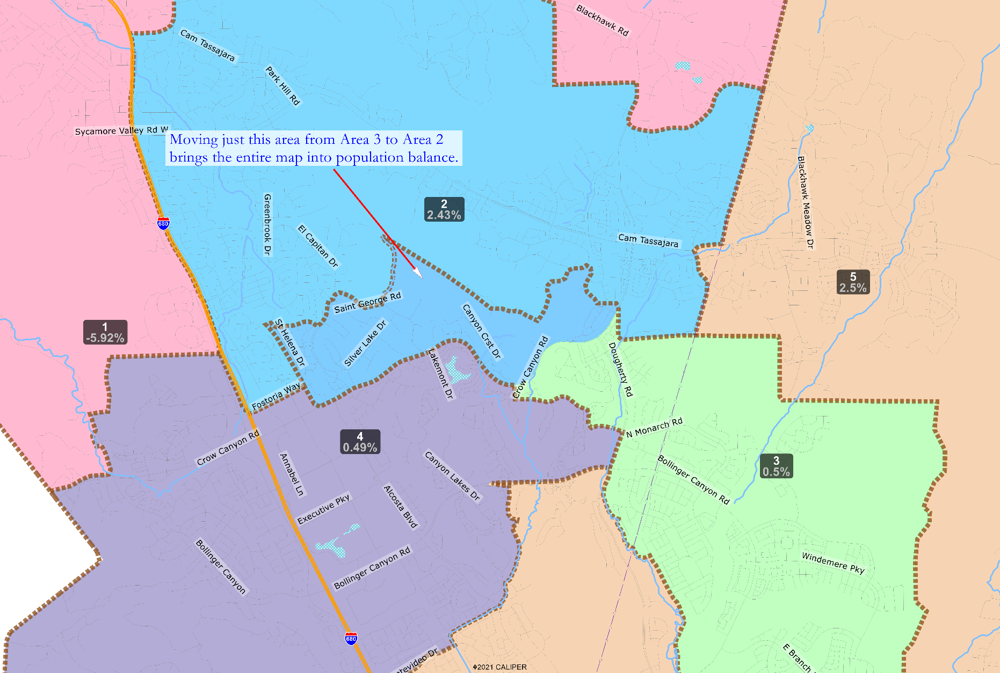 Blackhawk Rd
Cam Tassajara
Park Hill Rd
Sycamore Valley Rd W
Moving just this area from Area 3 to Area 2
brings the entire map into population balance.
Blackhawk Meadow Dr
Greenbrook Dr
2
2.43%
680
El Capitan Dr
Cam Tassajara
5
2.5%
Saint George Rd
1
-5.92%
St Helena Dr
Silver Lake Dr
Canyon Crst Dr
Crow Canyon Rd
Lakemont Dr
Dougherty Rd
Fostoria Way
Crow Canyon Rd
4
0.49%
N Monarch Rd
Annabel Ln
Canyon Lakes Dr
Bollinger Canyon Rd
3
0.5%
Executive Pky
Alcosta Blvd
Bollinger Canyon
Bollinger Canyon Rd
Windemere Pky
680
tevideo Dr
E Branch
�2021 CALIPER